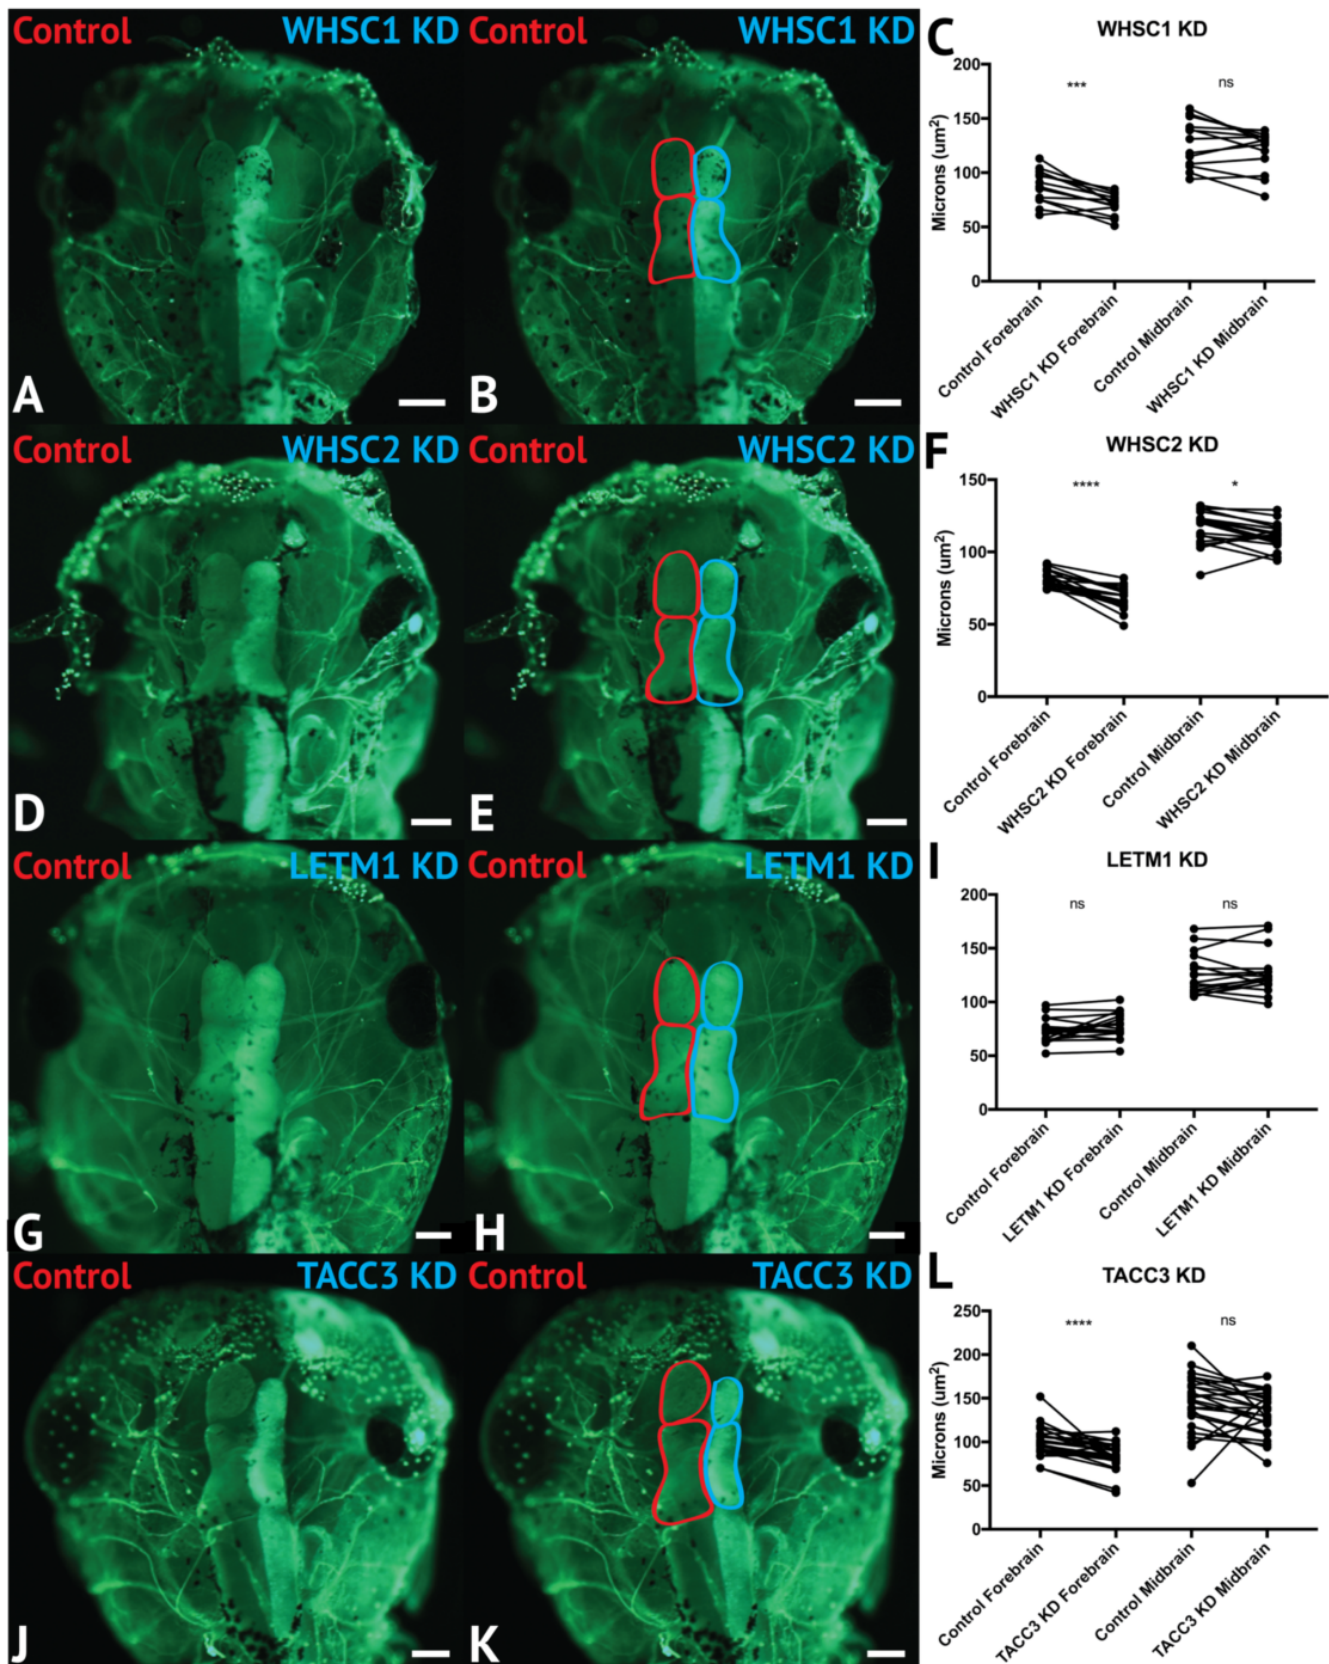 Control WHSC1 KD Control WHSC1 KD
A B
C
WHSC1 KD
Microns (um²)
200
150
100
50
0
*** ns
Control Forebrain
WHSC1 KD Forebrain
Control Midbrain
WHSC1 KD Midbrain
Control WHSC2 KD Control WHSC2 KD
D E
F
WHSC2 KD
Microns (um²)
150
100
50
0
**** *
Control Forebrain
WHSC2 KD Forebrain
Control Midbrain
WHSC2 KD Midbrain
Control LETM1 KD Control LETM1 KD
G H
I
LETM1 KD
Microns (um²)
200
150
100
50
0
ns ns
Control Forebrain
LETM1 KD Forebrain
Control Midbrain
LETM1 KD Midbrain
Control TACC3 KD Control TACC3 KD
J K
L
TACC3 KD
Microns (um²)
250
200
150
100
50
0
**** ns
Control Forebrain
TACC3 KD Forebrain
Control Midbrain
TACC3 KD Midbrain